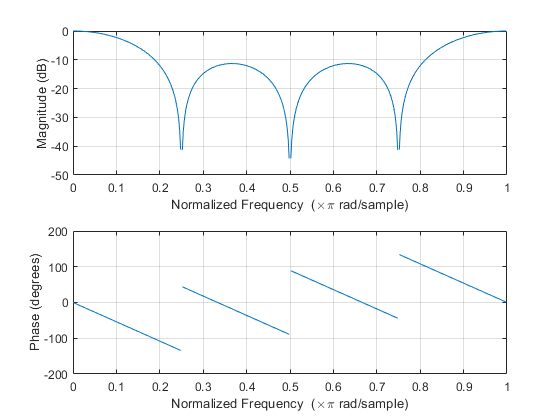 0
-10
-20
-30
-40
-50
Magnitude (dB)
0 0.1 0.2 0.3 0.4 0.5 0.6 0.7 0.8 0.9 1
Normalized Frequency (×π rad/sample)
200
100
0
-100
-200
Phase (degrees)
0 0.1 0.2 0.3 0.4 0.5 0.6 0.7 0.8 0.9 1
Normalized Frequency (×π rad/sample)